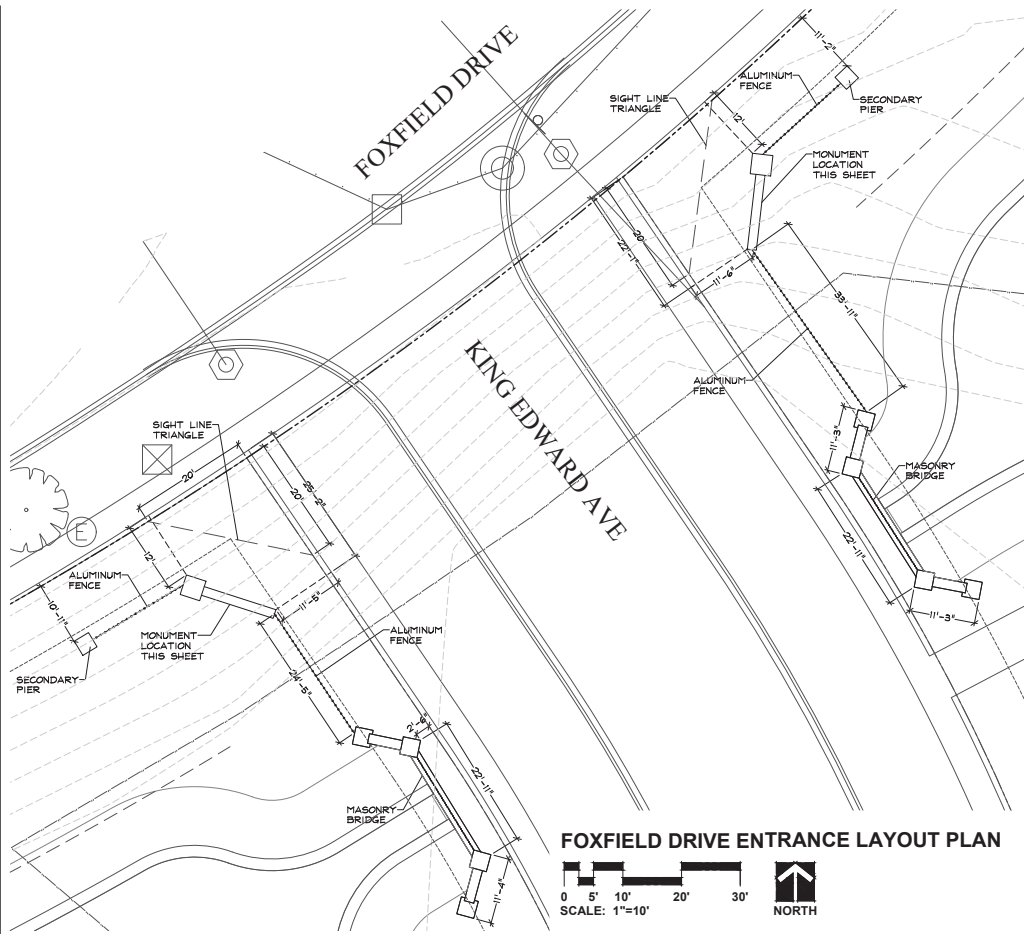 FOXFIELD DRIVE
11'-2"
ALUMINUM
FENCE
SIGHT LINE
TRIANGLE
SECONDARY
PIER
12'
MONUMENT
LOCATION
THIS SHEET
20'
22'-1"
11'-6"
33'-11"
KING EDWARD AVE
ALUMINUM
FENCE
11'-3"
MASONRY
BRIDGE
22'-11"
11'-3"
SIGHT LINE
TRIANGLE
20'
20'
25'-2"
E
12'
ALUMINUM
FENCE
10'-11"
11'-5"
MONUMENT
LOCATION
THIS SHEET
ALUMINUM
FENCE
SECONDARY
PIER
24'-5"
2'-6"
22'-11"
MASONRY
BRIDGE
11'-4"
FOXFIELD DRIVE ENTRANCE LAYOUT PLAN
0 5' 10' 20' 30'
SCALE: 1"=10'
NORTH